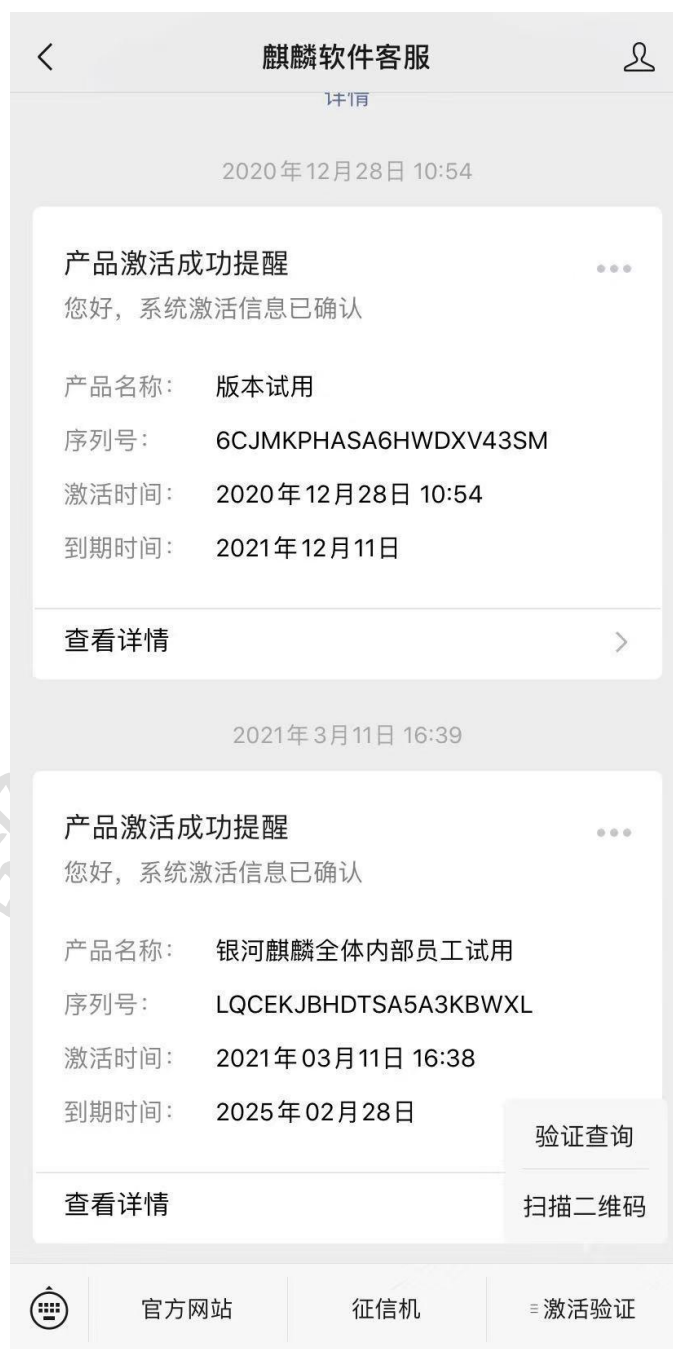 麒麟软件客服
详情
2020年12月28日 10:54
产品激活成功提醒
您好，系统激活信息已确认
产品名称： 版本试用
序列号： 6CJMKPHASA6HWDXV43SM
激活时间： 2020年12月28日 10:54
到期时间： 2021年12月11日
查看详情
2021年3月11日 16:39
产品激活成功提醒
您好，系统激活信息已确认
产品名称： 银河麒麟全体内部员工试用
序列号： LQCEKJBHDTSA5A3KBWXL
激活时间： 2021年03月11日 16:38
到期时间： 2025年02月28日
验证查询
查看详情
扫描二维码
官方网站 征信机 激活验证